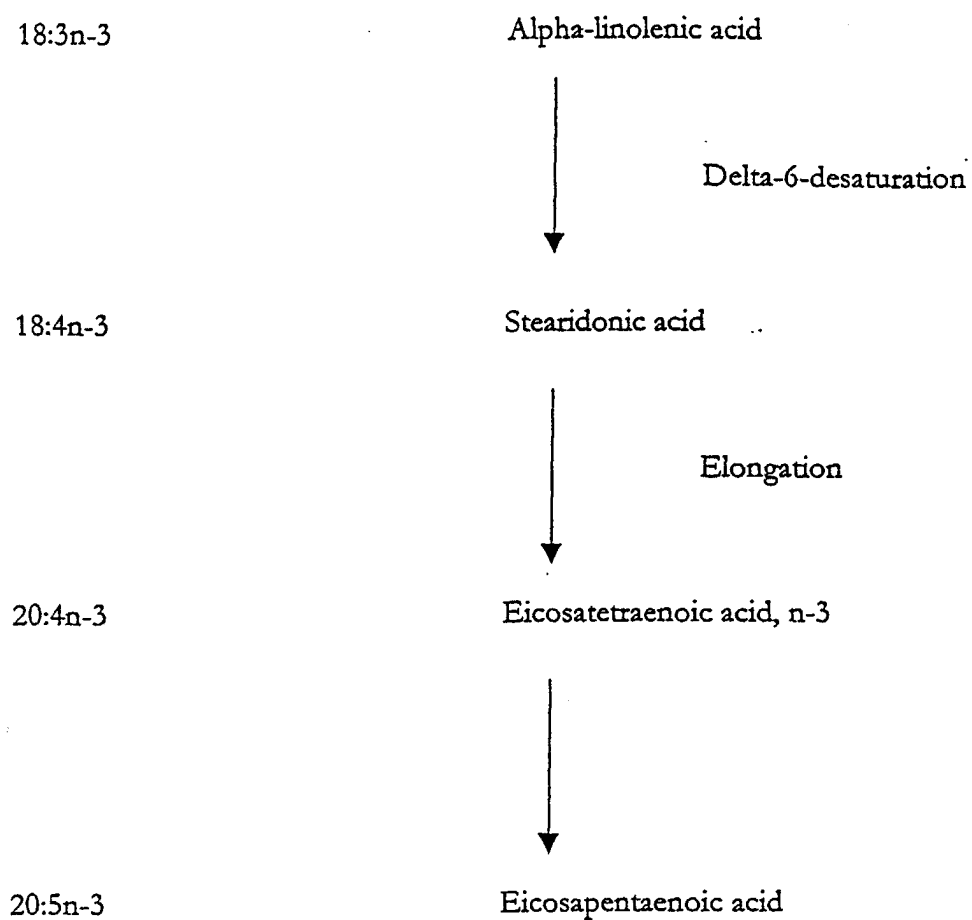 18:3n-3 Alpha-linolenic acid
Delta-6-desaturation
18:4n-3 Stearidonic acid
Elongation
20:4n-3 Eicosatetraenoic acid, n-3
20:5n-3 Eicosapentaenoic acid